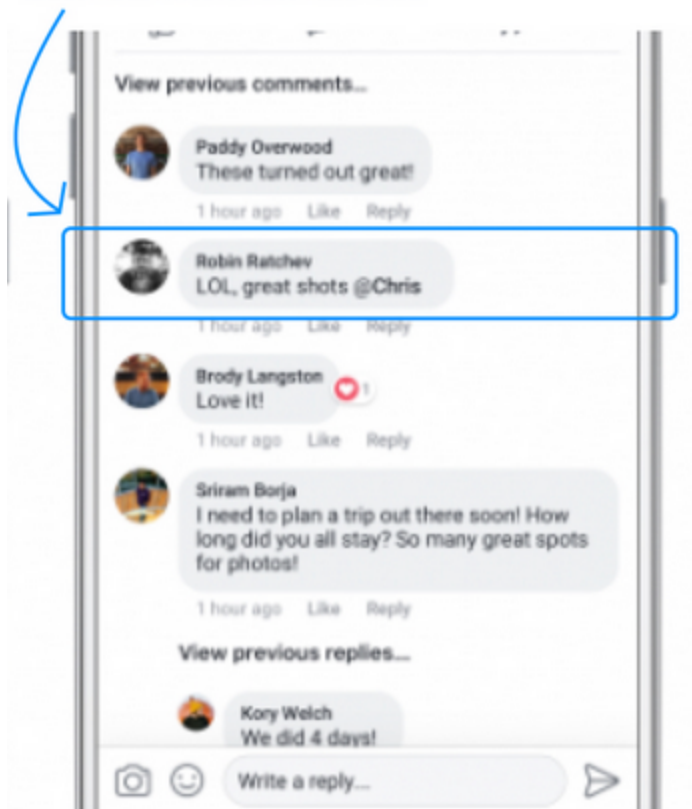 View previous comments...
Paddy Overwood
These turned out great!
1 hour ago Like Reply
Robin Ratchev
LOL, great shots @Chris
1 hour ago Like Reply
Brody Langston
Love it!
1
1 hour ago Like Reply
Sriram Borja
I need to plan a trip out there soon! How
long did you all stay? So many great spots
for photos!
1 hour ago Like Reply
View previous replies...
Kory Welch
We did 4 days!
Write a reply...